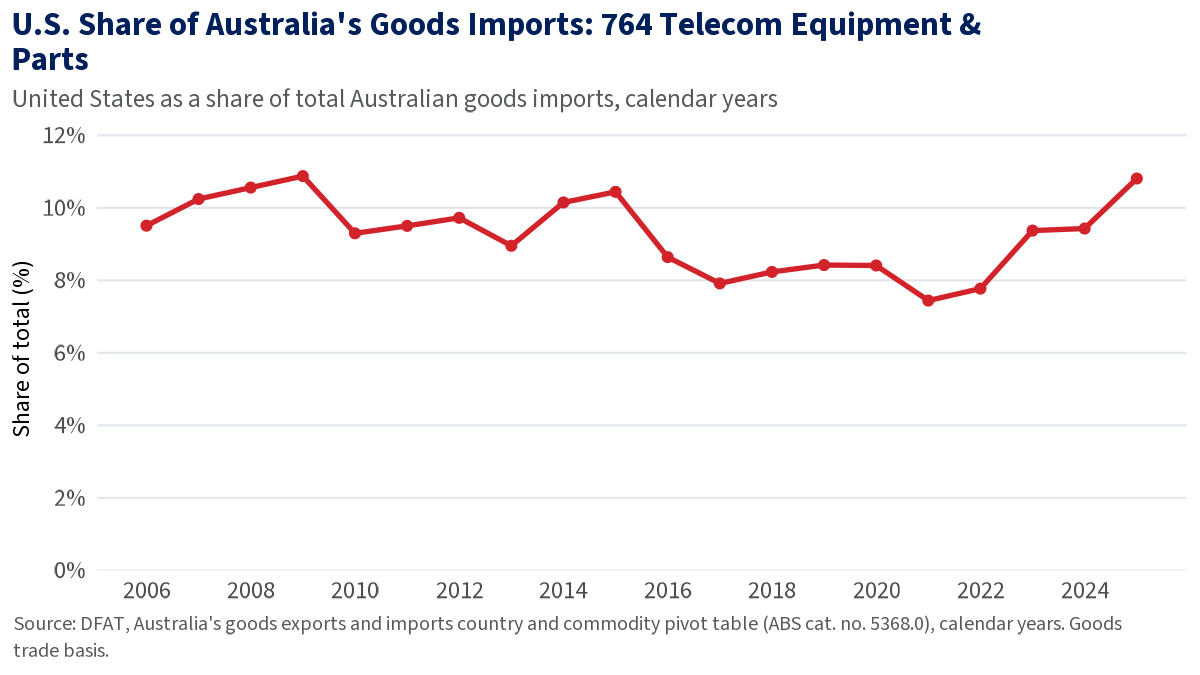 U.S. Share of Australia's Goods Imports: 764 Telecom Equipment &
Parts
United States as a share of total Australian goods imports, calendar years
Share of total (%)
12%
10%
8%
6%
4%
2%
0%
2006 2008 2010 2012 2014 2016 2018 2020 2022 2024
Source: DFAT, Australia's goods exports and imports country and commodity pivot table (ABS cat. no. 5368.0), calendar years. Goods
trade basis.